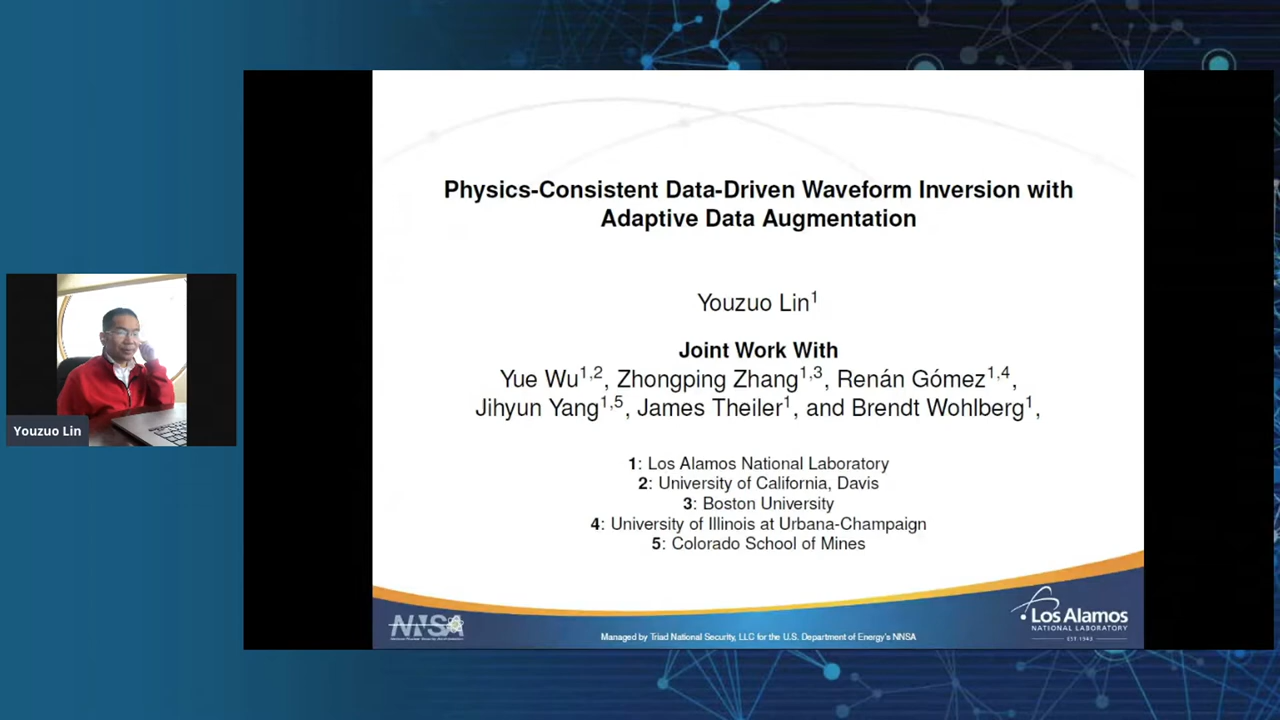 Physics-Consistent Data-Driven Waveform Inversion with
Adaptive Data Augmentation
Youzuo Lin1
Joint Work With
Yue Wu1,2, Zhongping Zhang1,3, Renán Gómez1,4,
Jihyun Yang1,5, James Theiler1, and Brendt Wohlberg1,
1: Los Alamos National Laboratory
2: University of California, Davis
3: Boston University
4: University of Illinois at Urbana-Champaign
5: Colorado School of Mines
Youzuo Lin
NNSA
Managed by Triad National Security, LLC for the U.S. Department of Energy's NNSA
Los Alamos
NATIONAL LABORATORY
EST.1943